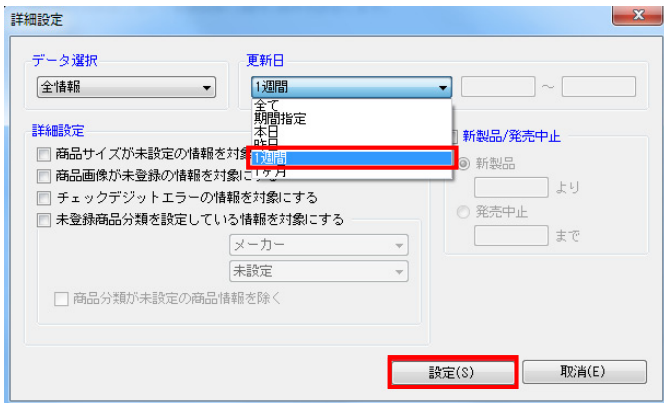 詳細設定
データ選択
全情報
更新日
1週間
～
全て
期間指定
本日
昨日
1週間
1ヶ月
詳細設定
商品サイズが未設定の情報を対象
商品画像が未登録の情報を対象にする
チェックデジットエラーの情報を対象にする
未登録商品分類を設定している情報を対象にする
メーカー
未設定
商品分類が未設定の商品情報を除く
新製品/発売中止
新製品
より
発売中止
まで
設定(S)
取消(E)